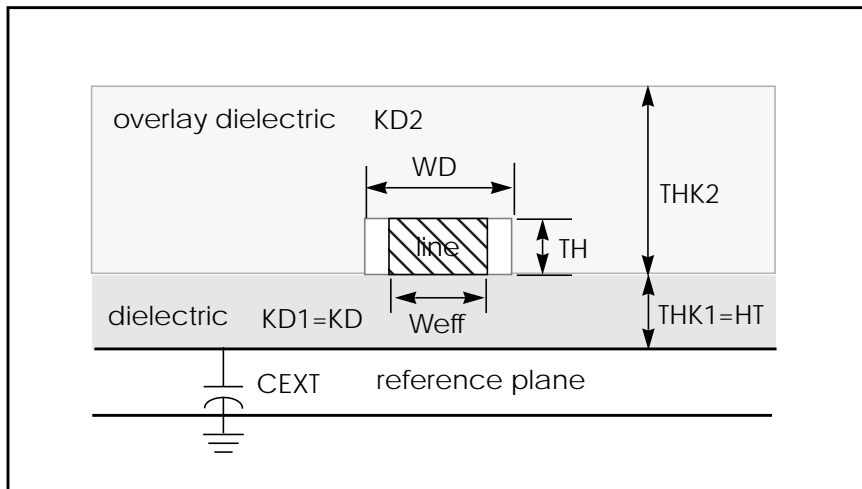 overlay dielectric KD2
WD
THK2
line
TH
dielectric KD1=KD
Weff
THK1=HT
CEXT
reference plane